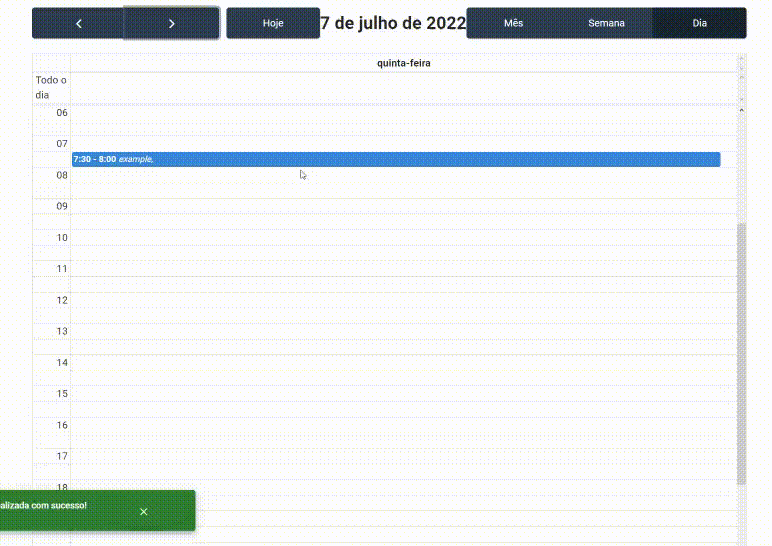 Hoje
7 de julho de 2022
Mês
Semana
Dia
quinta-feira
Todo o
dia
06
07
7:30 - 8:00 example,
08
09
10
11
12
13
14
15
16
17
18
alizada com sucesso!